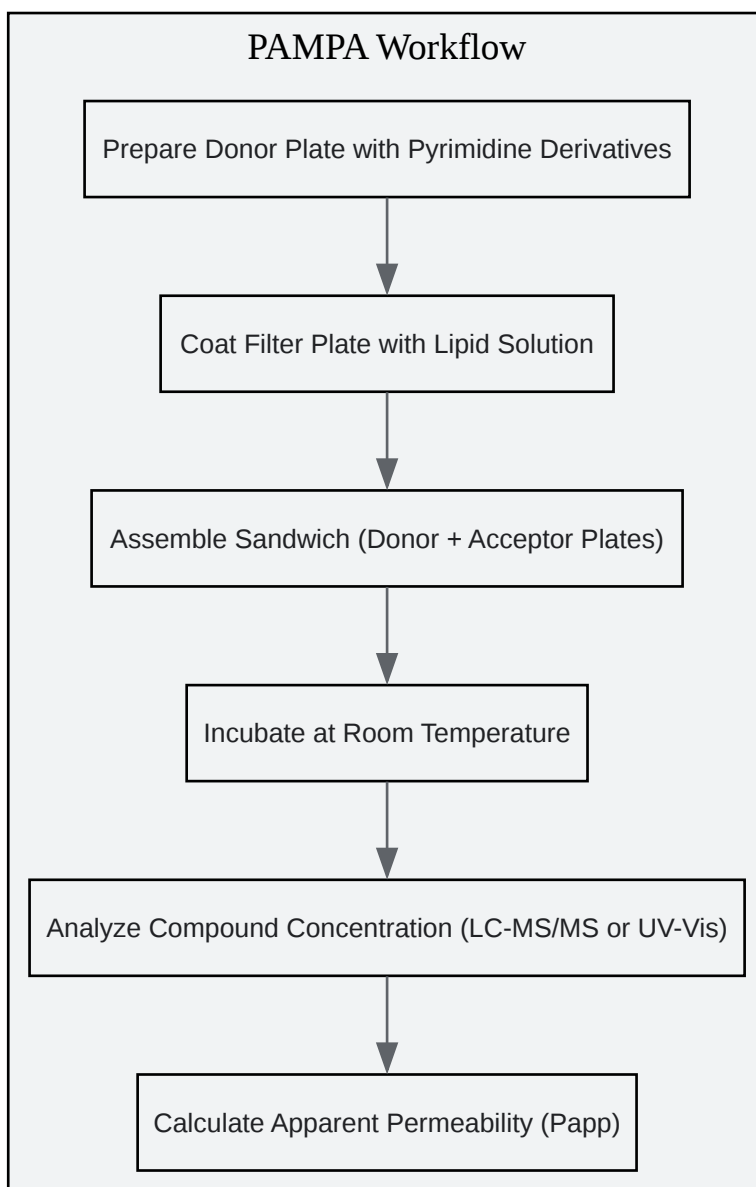 PAMPA Workflow
Prepare Donor Plate with Pyrimidine Derivatives
Coat Filter Plate with Lipid Solution
Assemble Sandwich (Donor + Acceptor Plates)
Incubate at Room Temperature
Analyze Compound Concentration (LC-MS/MS or UV-Vis)
Calculate Apparent Permeability (Papp)